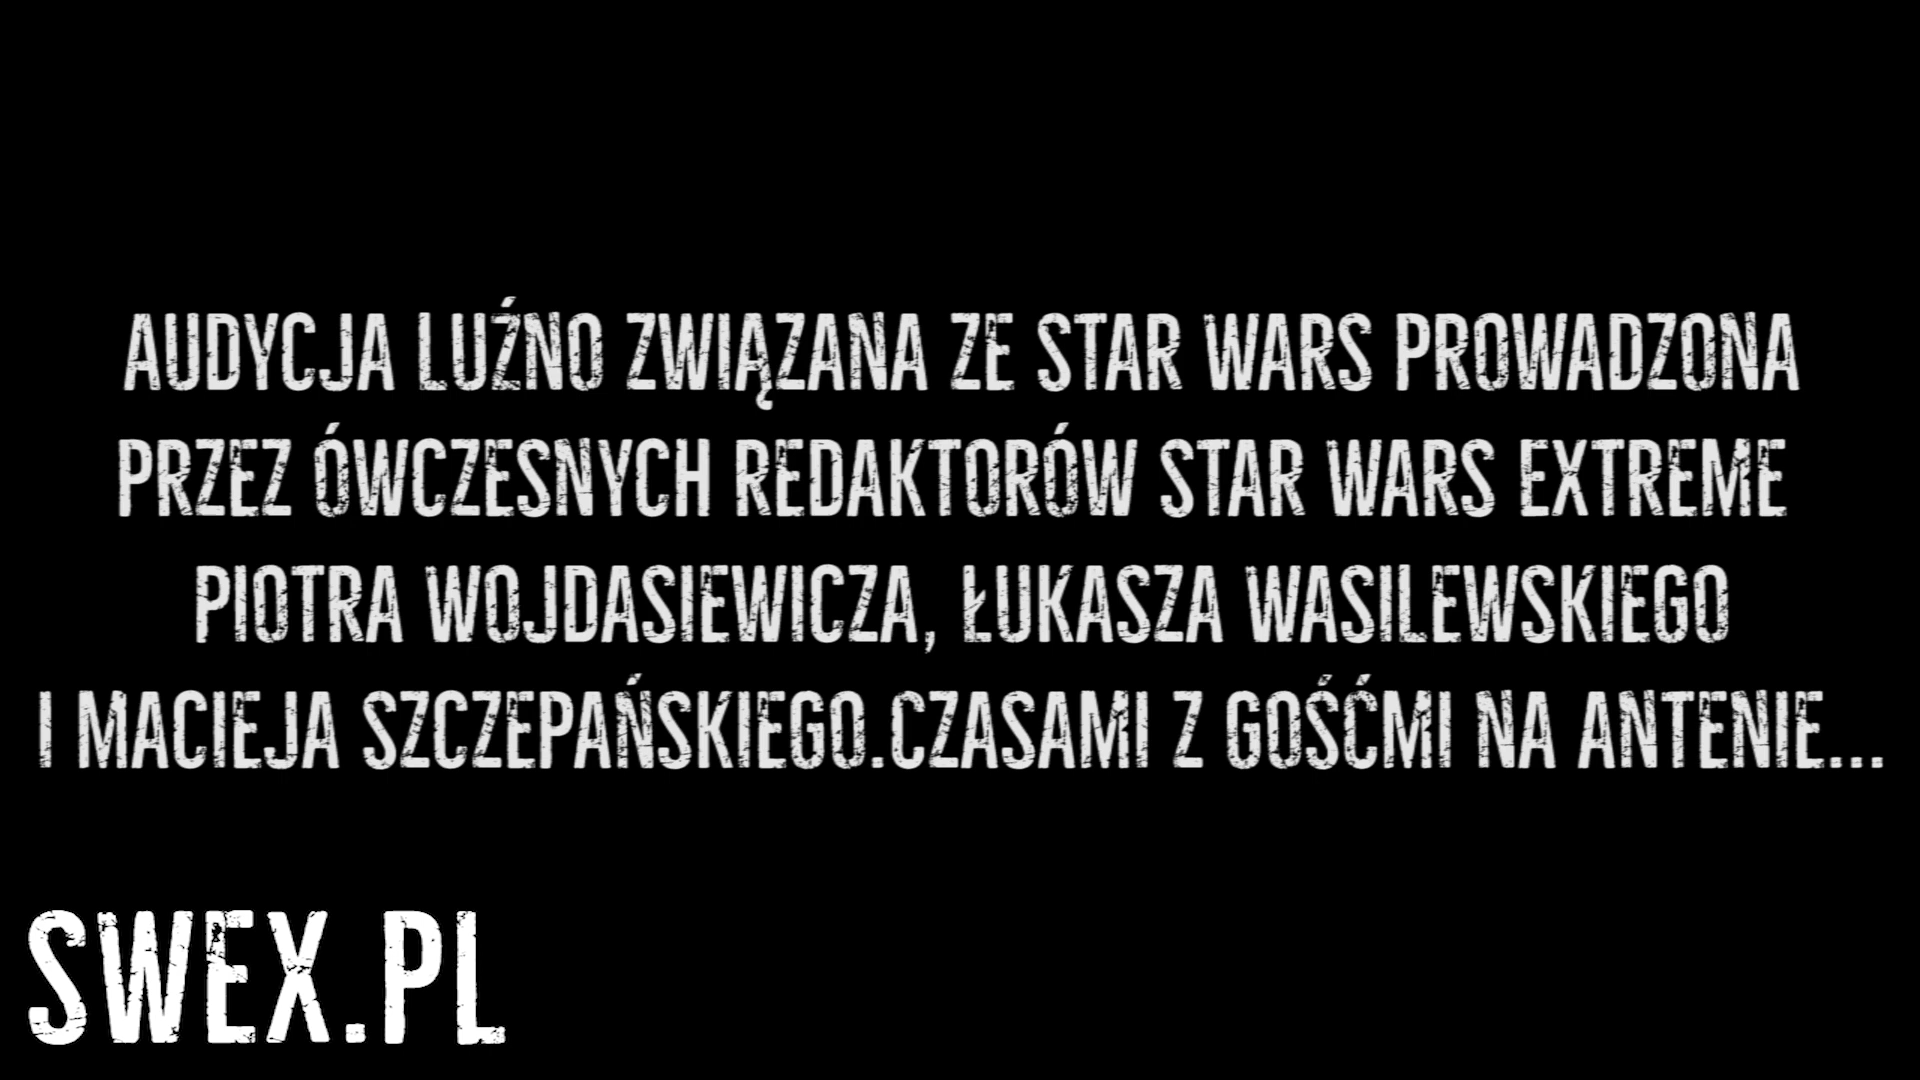 AUDYCJA LUŹNO ZWIĄZANA ZE STAR WARS PROWADZONA
PRZEZ ÓWCZESNYCH REDAKTORÓW STAR WARS EXTREME
PIOTRA WOJDASIEWICZA, ŁUKASZA WASILEWSKIEGO
I MACIEJA SZCZEPAŃSKIEGO.CZASAMI Z GOŚĆMI NA ANTENIE...
SWEX.PL